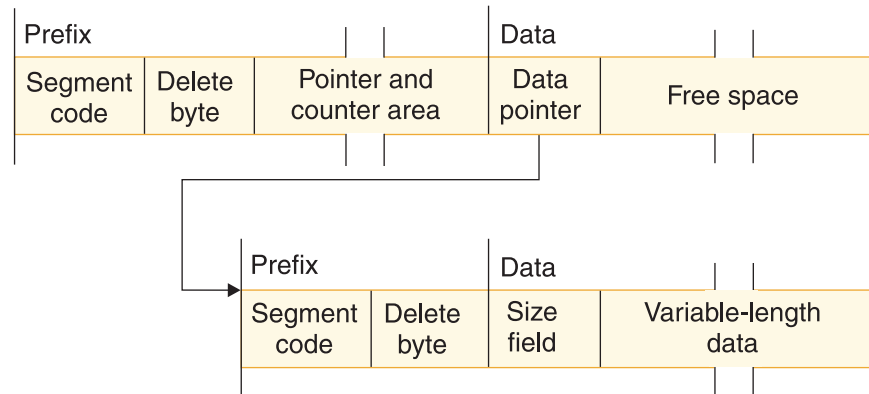 Prefix
Data
Segment
code
Delete
byte
Pointer and
counter area
Data
pointer
Free space
Prefix
Data
Segment
code
Delete
byte
Size
field
Variable-length
data